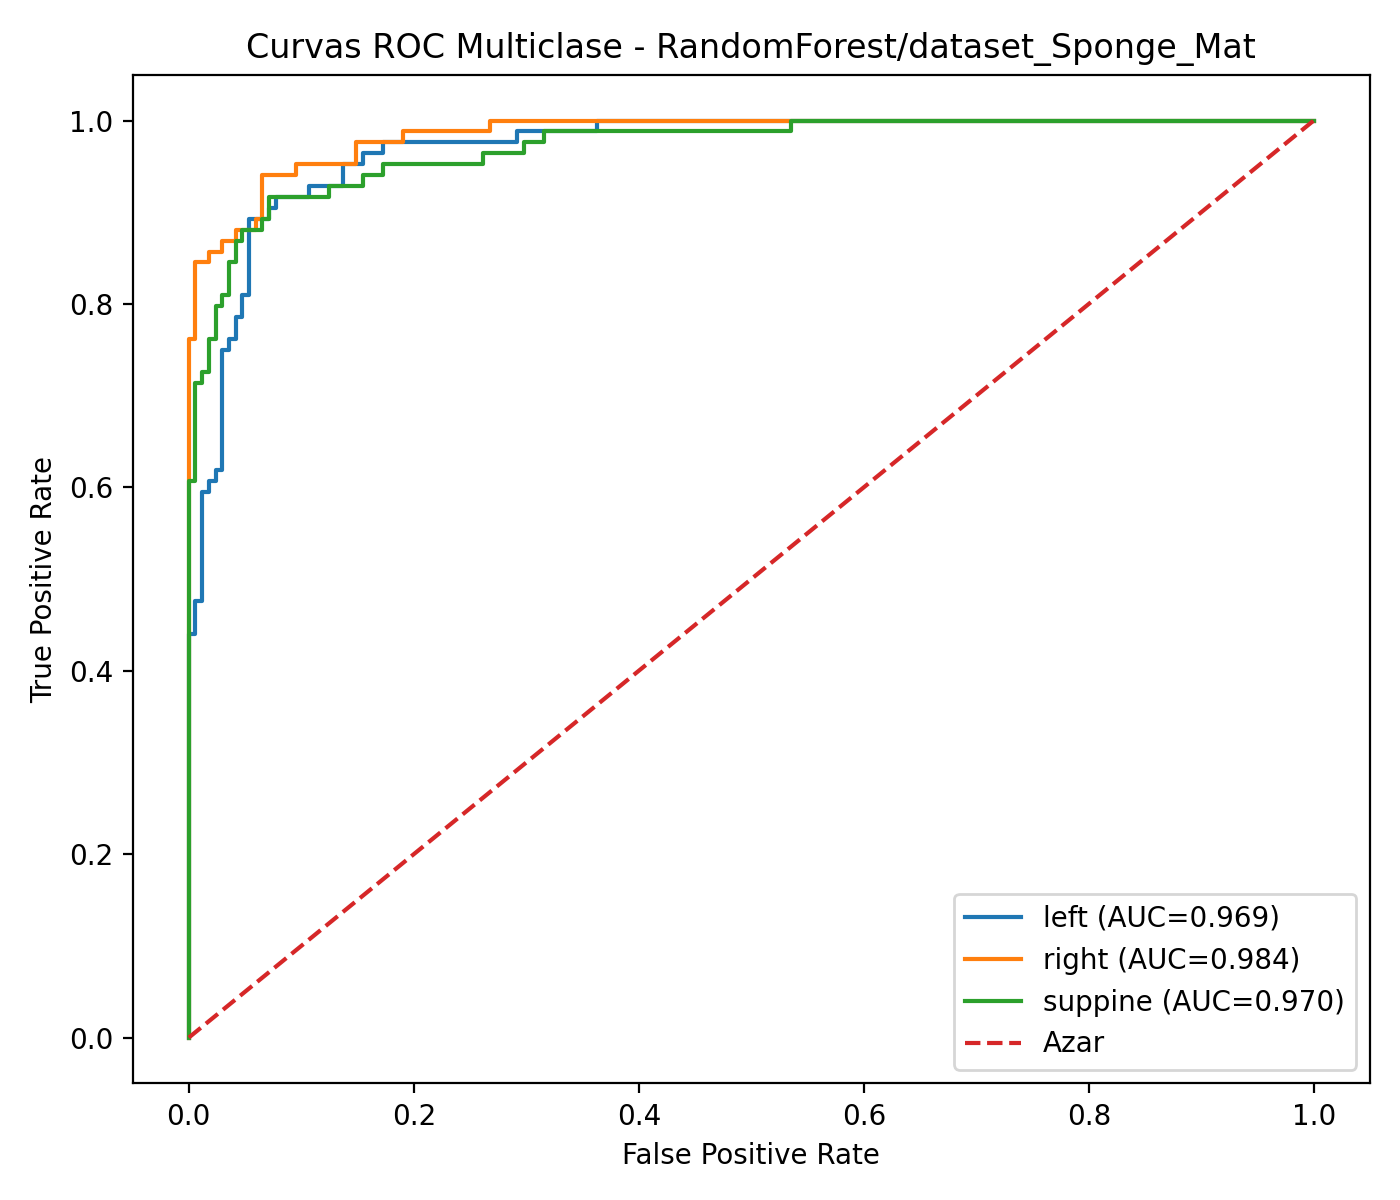 Curvas ROC Multiclase - RandomForest/dataset_Sponge_Mat
True Positive Rate
1.0
0.8
0.6
0.4
0.2
0.0
left (AUC=0.969)
right (AUC=0.984)
suppine (AUC=0.970)
Azar
0.0 0.2 0.4 0.6 0.8 1.0
False Positive Rate